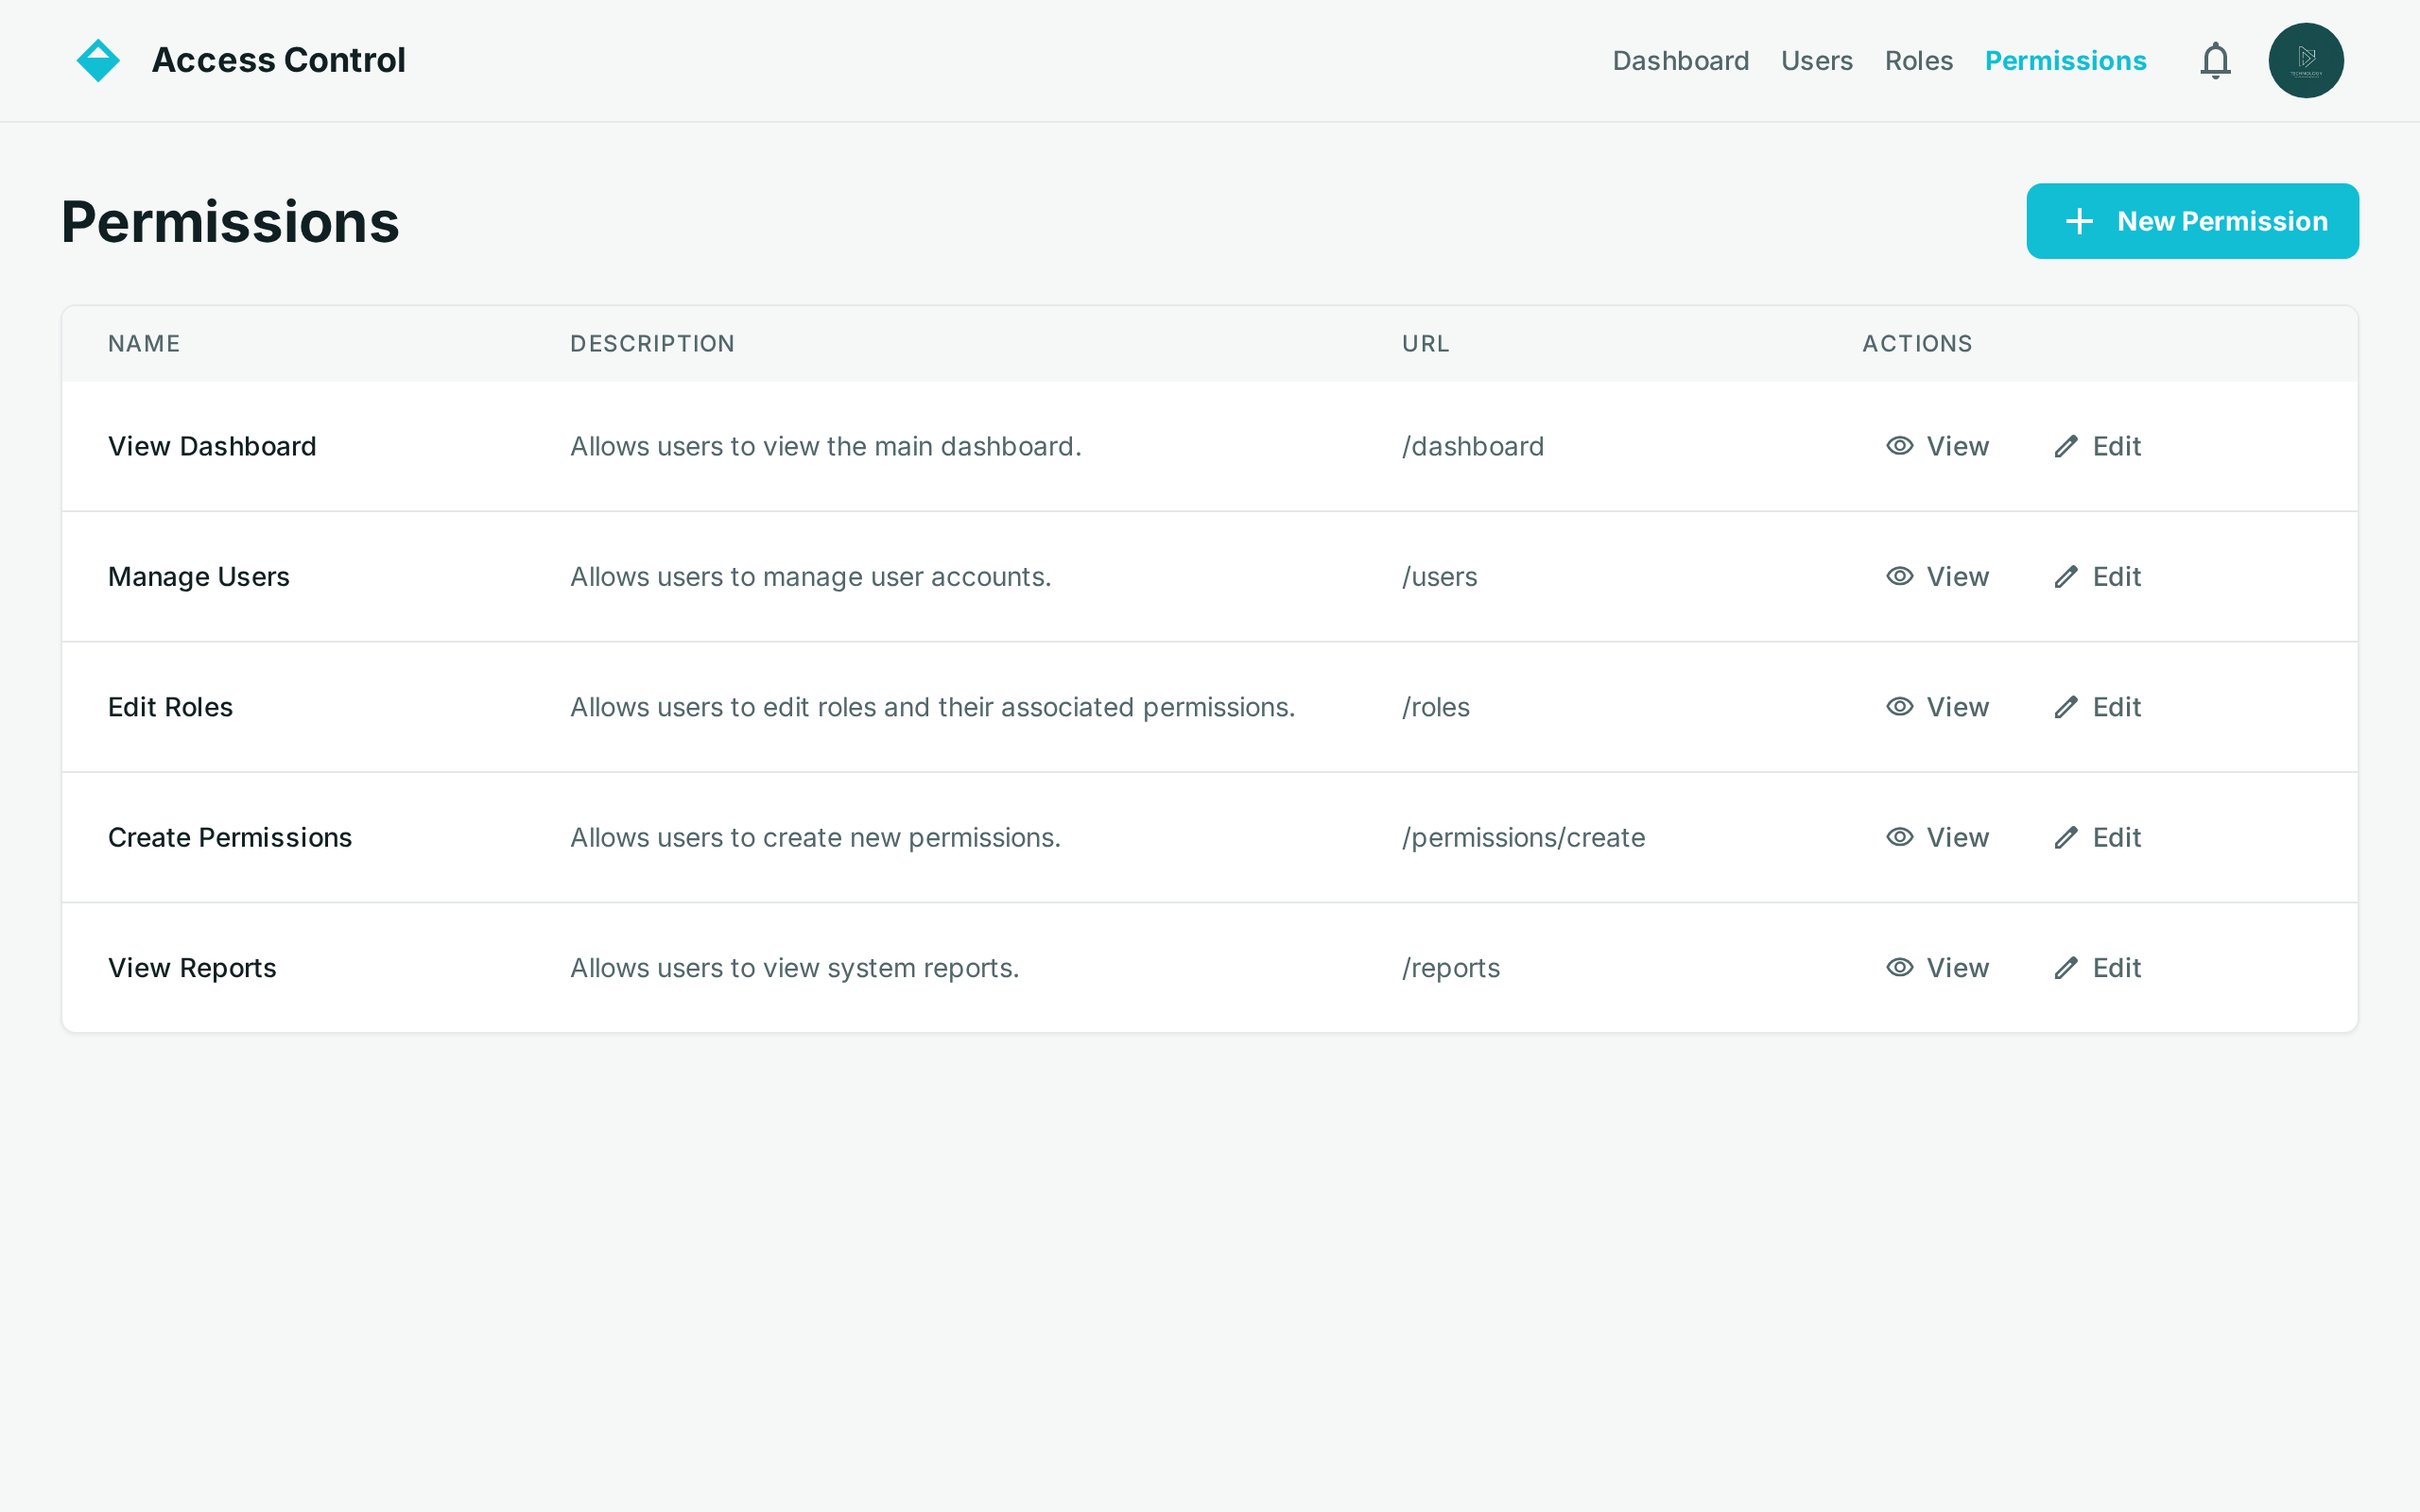 Access Control
Dashboard Users Roles Permissions
Permissions
New Permission
NAME DESCRIPTION URL ACTIONS
View Dashboard Allows users to view the main dashboard. /dashboard View Edit
Manage Users Allows users to manage user accounts. /users View Edit
Edit Roles Allows users to edit roles and their associated permissions. /roles View Edit
Create Permissions Allows users to create new permissions. /permissions/create View Edit
View Reports Allows users to view system reports. /reports View Edit